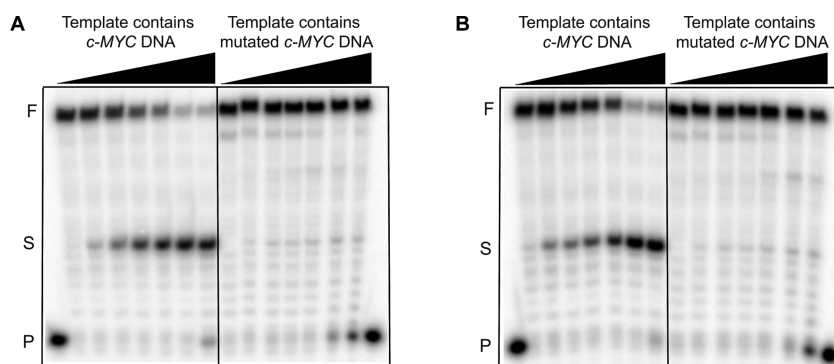 A
Template contains
c-MYC DNA
Template contains
mutated c-MYC DNA
F
S
P
B
Template contains
c-MYC DNA
Template contains
mutated c-MYC DNA
F
S
P